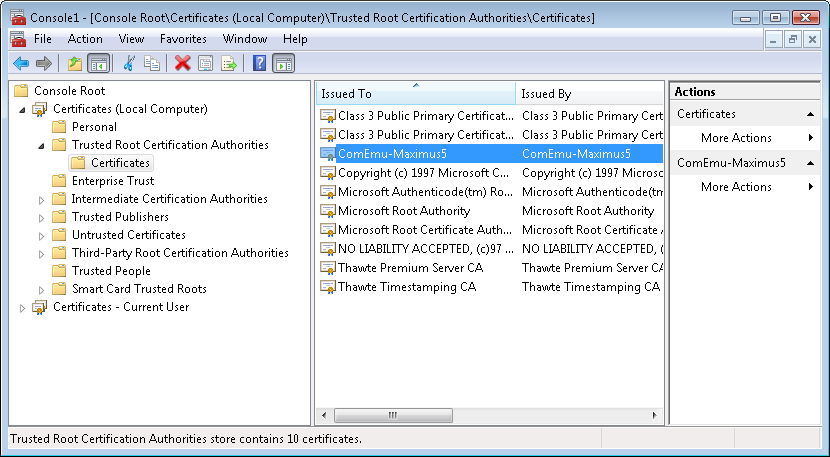 Console1 - [Console Root\Certificates (Local Computer)\Trusted Root Certification Authorities\Certificates]
File Action View Favorites Window Help
Console Root
Certificates (Local Computer)
Personal
Trusted Root Certification Authorities
Certificates
Enterprise Trust
Intermediate Certification Authorities
Trusted Publishers
Untrusted Certificates
Third-Party Root Certification Authorities
Trusted People
Smart Card Trusted Roots
Certificates - Current User
Issued To Issued By
Class 3 Public Primary Certificat... Class 3 Public Primary Cert
Class 3 Public Primary Certificat... Class 3 Public Primary Cert
ComEmu-Maximus5 ComEmu-Maximus5
Copyright (c) 1997 Microsoft C... Copyright (c) 1997 Microso
Microsoft Authenticode(tm) Ro... Microsoft Authenticode(tm
Microsoft Root Authority Microsoft Root Authority
Microsoft Root Certificate Auth... Microsoft Root Certificate
NO LIABILITY ACCEPTED, (c)97 ... NO LIABILITY ACCEPTED, (c
Thawte Premium Server CA Thawte Premium Server CA
Thawte Timestamping CA Thawte Timestamping CA
Actions
Certificates
More Actions
ComEmu-Maximus5
More Actions
Trusted Root Certification Authorities store contains 10 certificates.